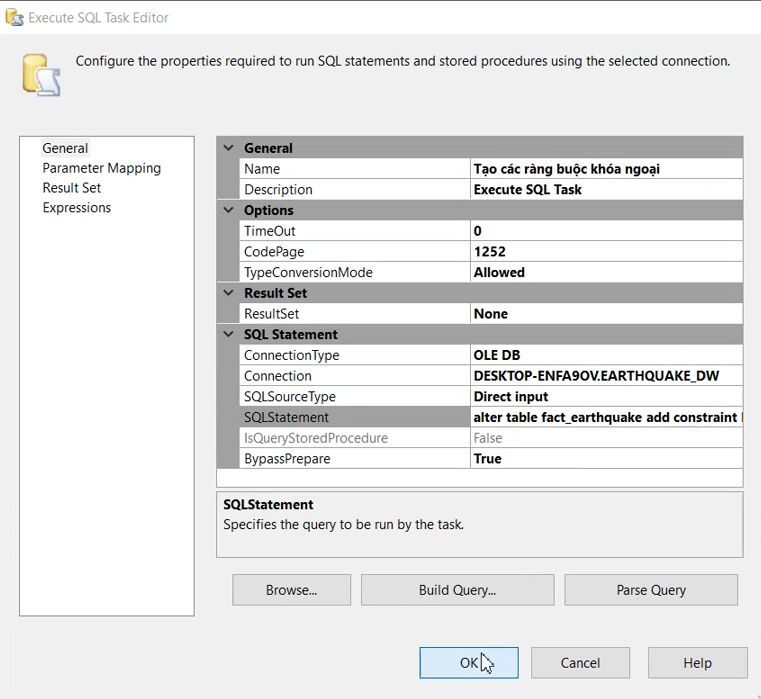 Execute SQL Task Editor
Configure the properties required to run SQL statements and stored procedures using the selected connection.
General
Parameter Mapping
Result Set
Expressions
General
Name Tạo các ràng buộc khóa ngoại
Description Execute SQL Task
Options
TimeOut 0
CodePage 1252
TypeConversionMode Allowed
Result Set
ResultSet None
SQL Statement
ConnectionType OLE DB
Connection DESKTOP-ENFA9OV.EARTHQUAKE_DW
SQLSourceType Direct input
SQLStatement alter table fact_earthquake add constraint
IsQueryStoredProcedure False
BypassPrepare True
SQLStatement
Specifies the query to be run by the task.
Browse... Build Query... Parse Query
OK Cancel Help